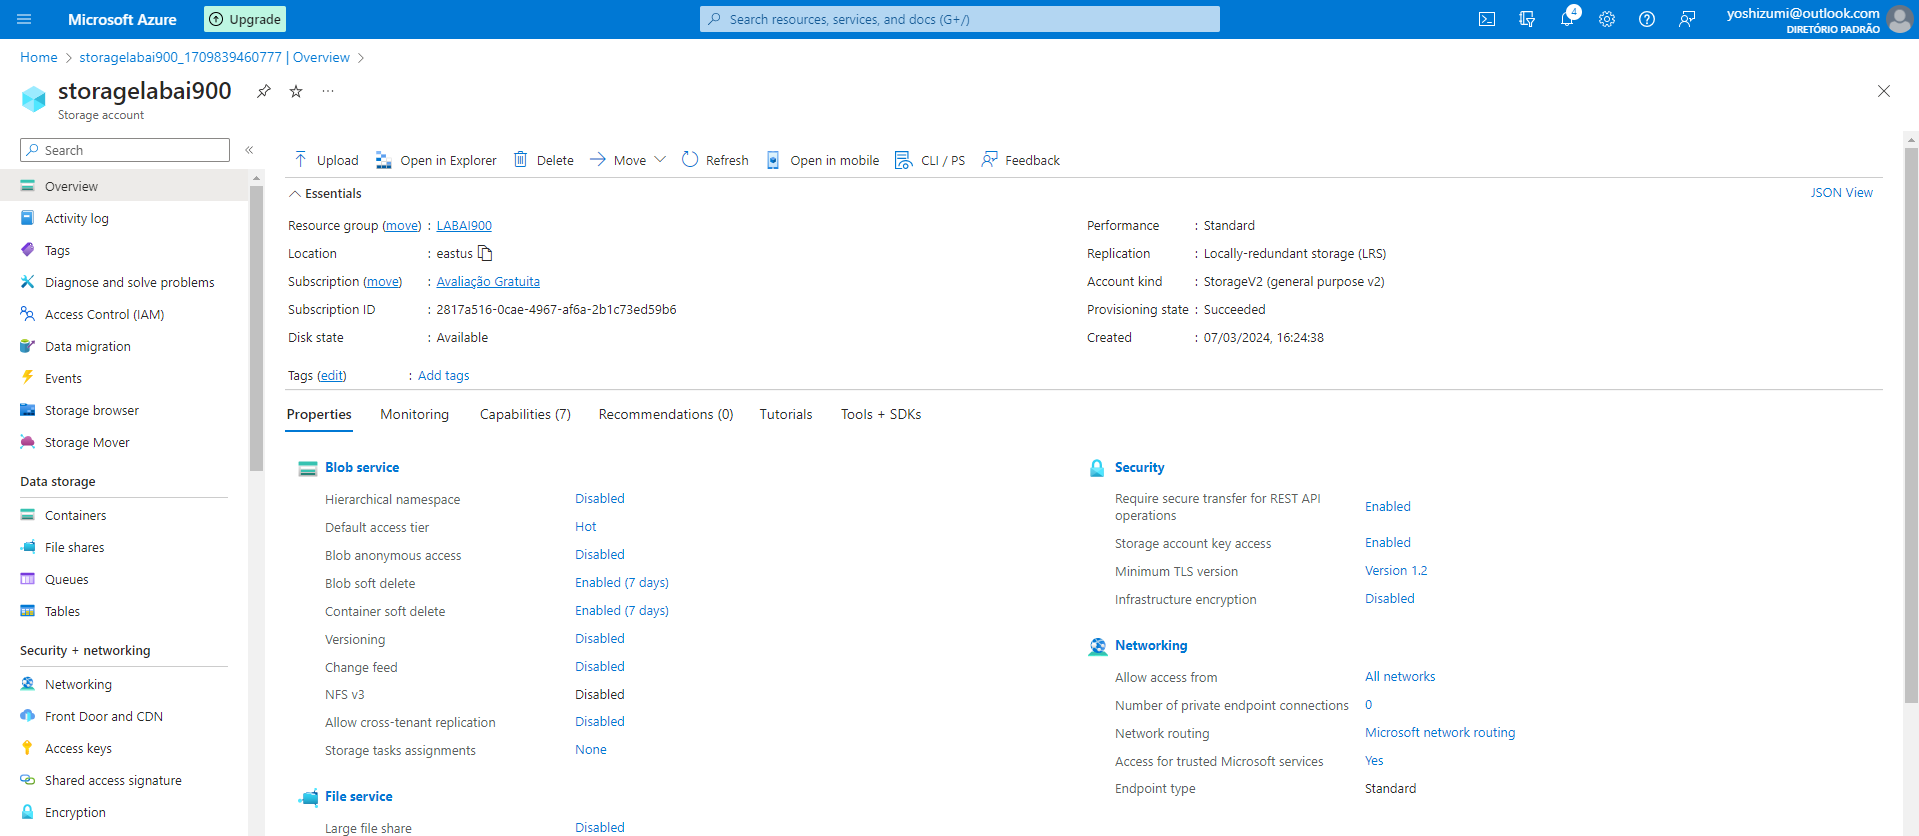 Microsoft Azure
Upgrade
Search resources, services, and docs (G+/)
4
yoshizumi@outlook.com
DIRETÓRIO PADRÃO
Home > storagelabai900_1709839460777 | Overview >
storagelabai900
Storage account
Search
Overview
Activity log
Tags
Diagnose and solve problems
Access Control (IAM)
Data migration
Events
Storage browser
Storage Mover
Data storage
Containers
File shares
Queues
Tables
Security + networking
Networking
Front Door and CDN
Access keys
Shared access signature
Encryption
Upload Open in Explorer Delete Move Refresh Open in mobile CLI / PS Feedback
Essentials
JSON View
Resource group (move) : LABAI900
Location : eastus
Subscription (move) : Avaliação Gratuita
Subscription ID : 2817a516-0cae-4967-af6a-2b1c73ed59b6
Disk state : Available
Performance : Standard
Replication : Locally-redundant storage (LRS)
Account kind : StorageV2 (general purpose v2)
Provisioning state : Succeeded
Created : 07/03/2024, 16:24:38
Tags (edit) : Add tags
Properties Monitoring Capabilities (7) Recommendations (0) Tutorials Tools + SDKs
Blob service
Hierarchical namespace Disabled
Default access tier Hot
Blob anonymous access Disabled
Blob soft delete Enabled (7 days)
Container soft delete Enabled (7 days)
Versioning Disabled
Change feed Disabled
NFS v3 Disabled
Allow cross-tenant replication Disabled
Storage tasks assignments None
File service
Large file share Disabled
Security
Require secure transfer for REST API
operations Enabled
Storage account key access Enabled
Minimum TLS version Version 1.2
Infrastructure encryption Disabled
Networking
Allow access from All networks
Number of private endpoint connections 0
Network routing Microsoft network routing
Access for trusted Microsoft services Yes
Endpoint type Standard